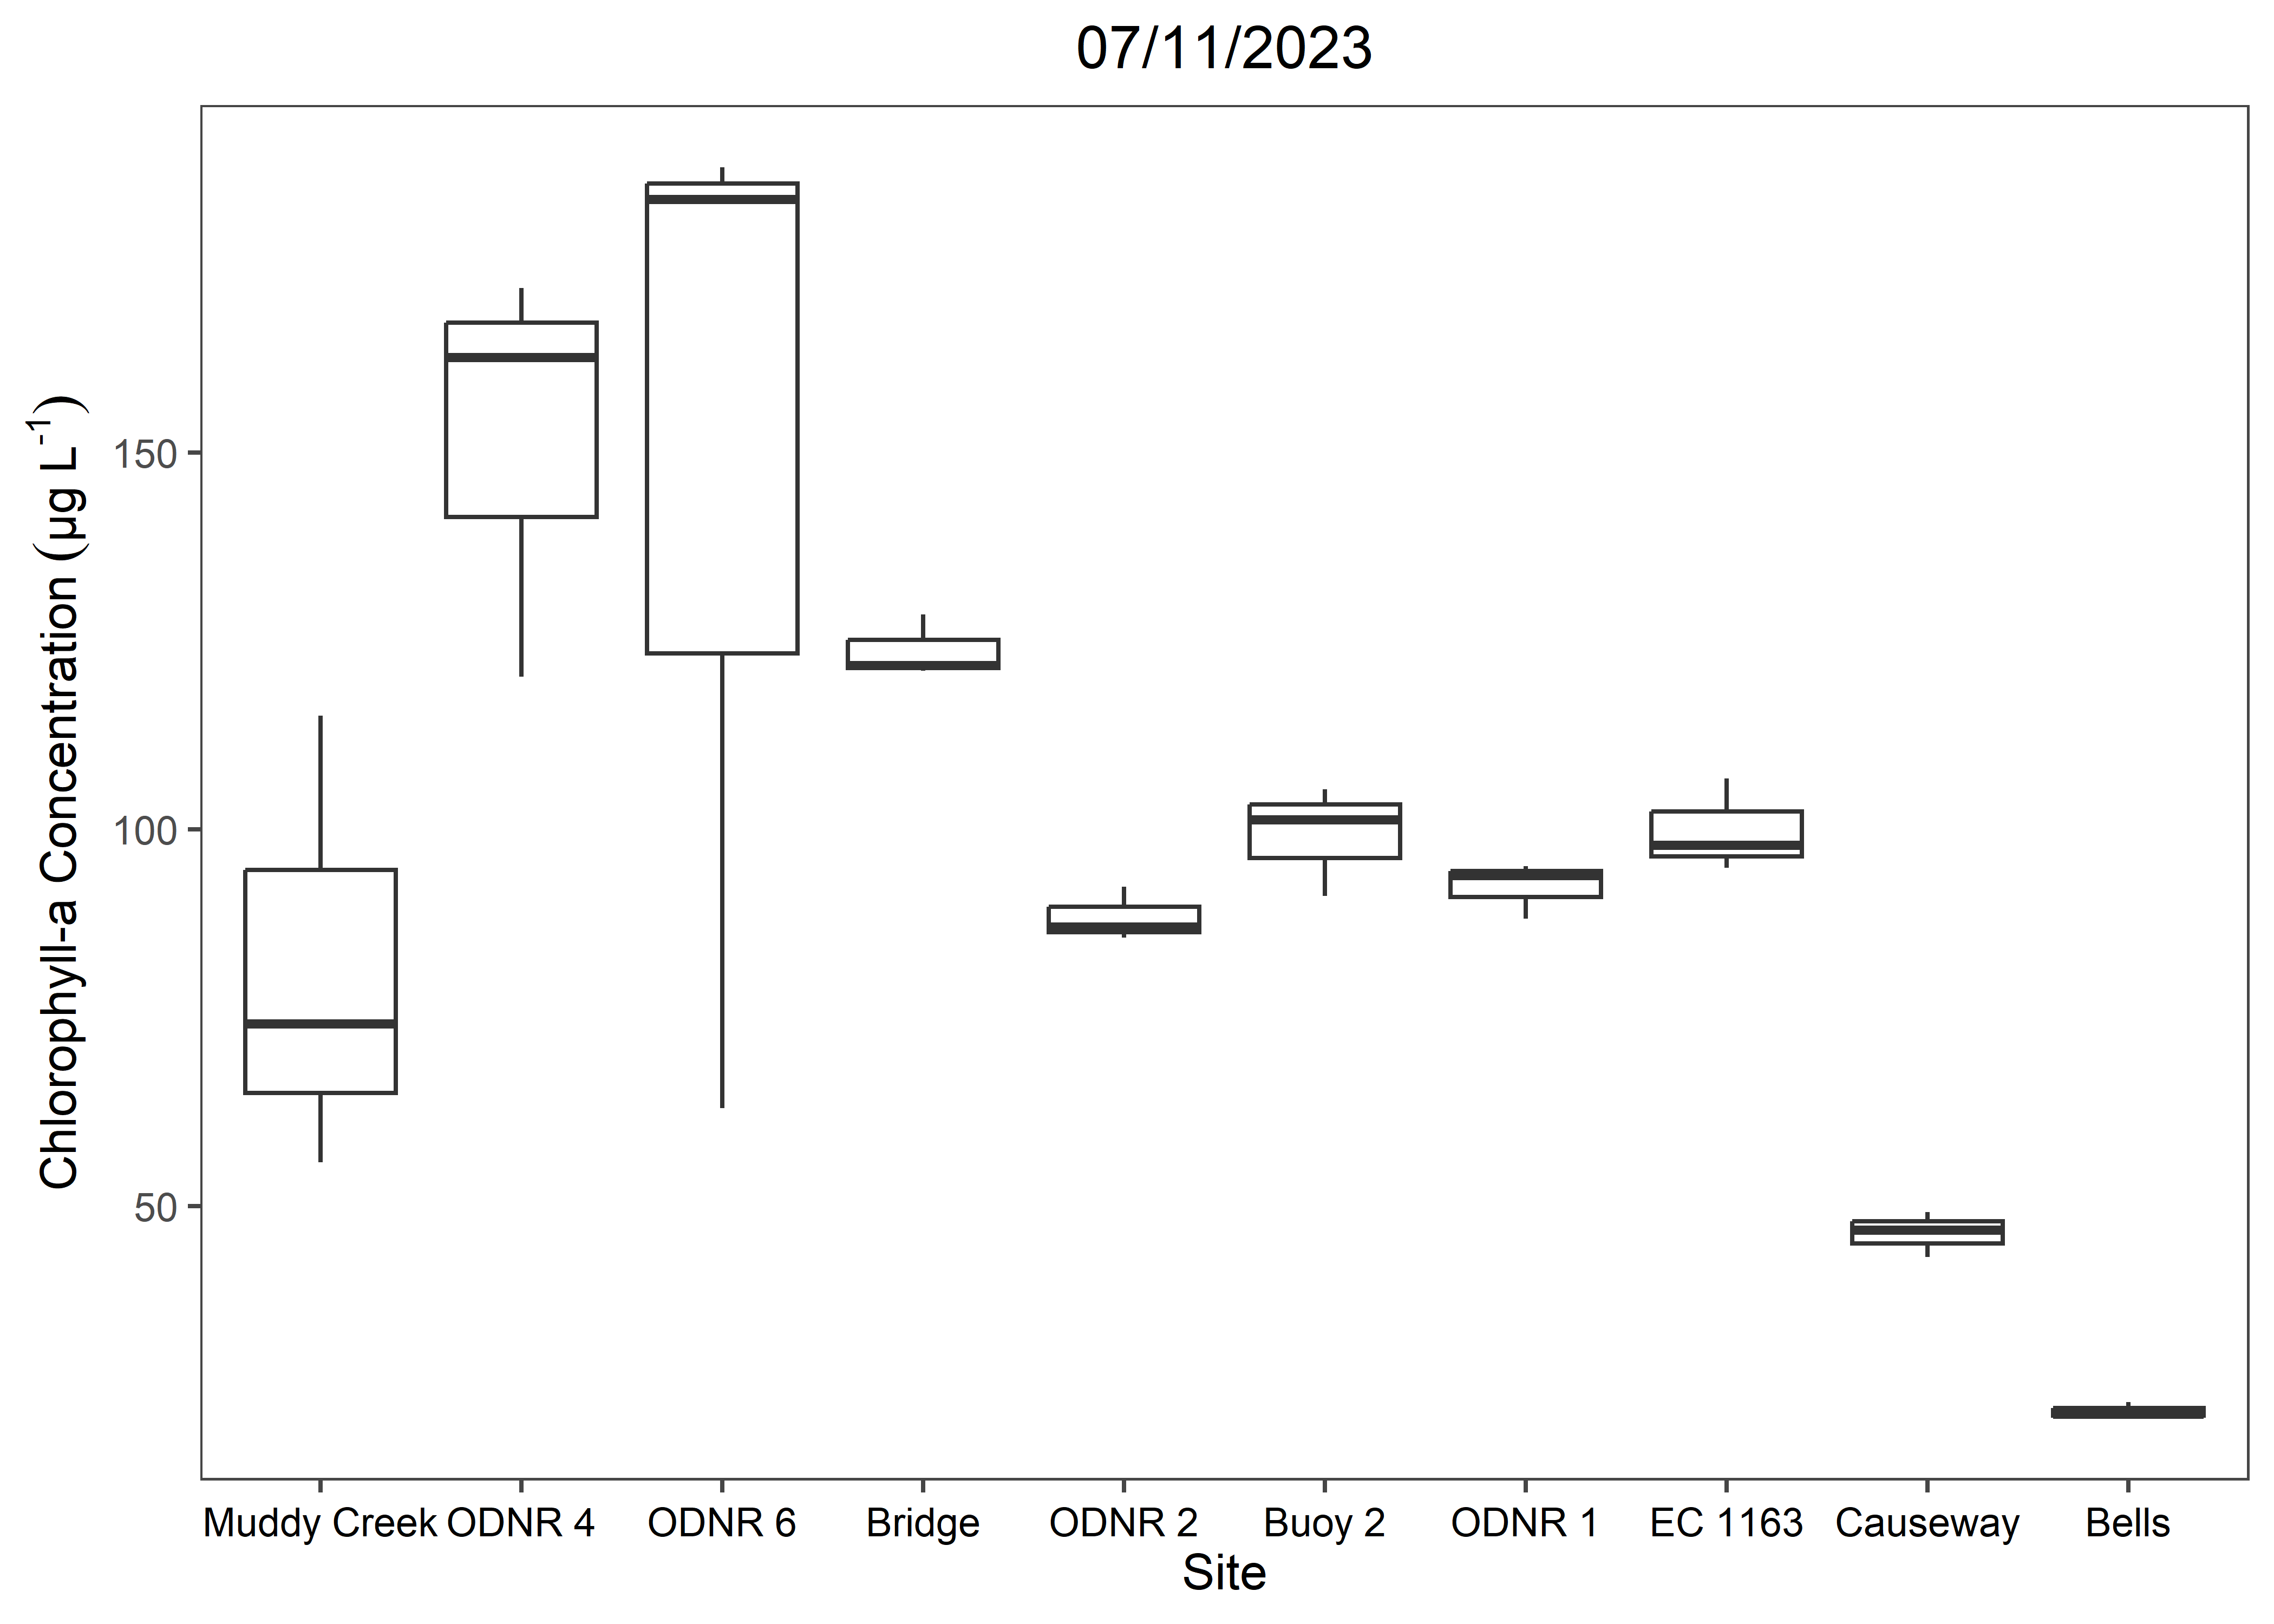 07/11/2023
Chlorophyll-a Concentration (µg L⁻¹)
150
100
50
Muddy Creek ODNR 4 ODNR 6 Bridge ODNR 2 Buoy 2 ODNR 1 EC 1163 Causeway Bells
Site